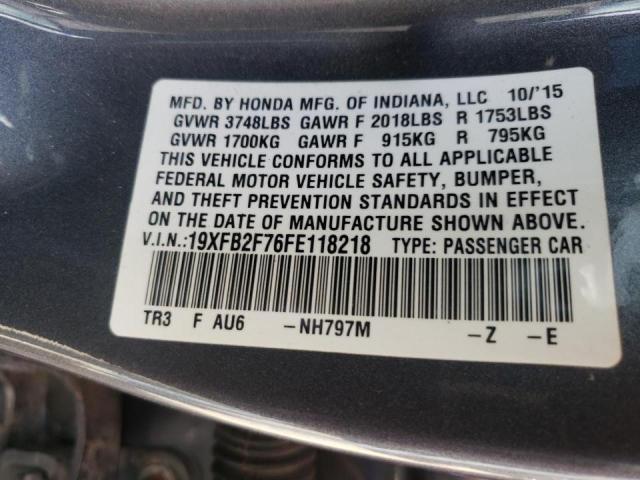 MFD. BY HONDA MFG. OF INDIANA, LLC 10/'15
GVWR 3748LBS GAWR F 2018LBS R 1753LBS
GVWR 1700KG GAWR F 915KG R 795KG
THIS VEHICLE CONFORMS TO ALL APPLICABLE
FEDERAL MOTOR VEHICLE SAFETY, BUMPER,
AND THEFT PREVENTION STANDARDS IN EFFECT
ON THE DATE OF MANUFACTURE SHOWN ABOVE.
V.I.N.:19XFB2F76FE118218 TYPE: PASSENGER CAR
TR3 F AU6 -NH797M -Z -E